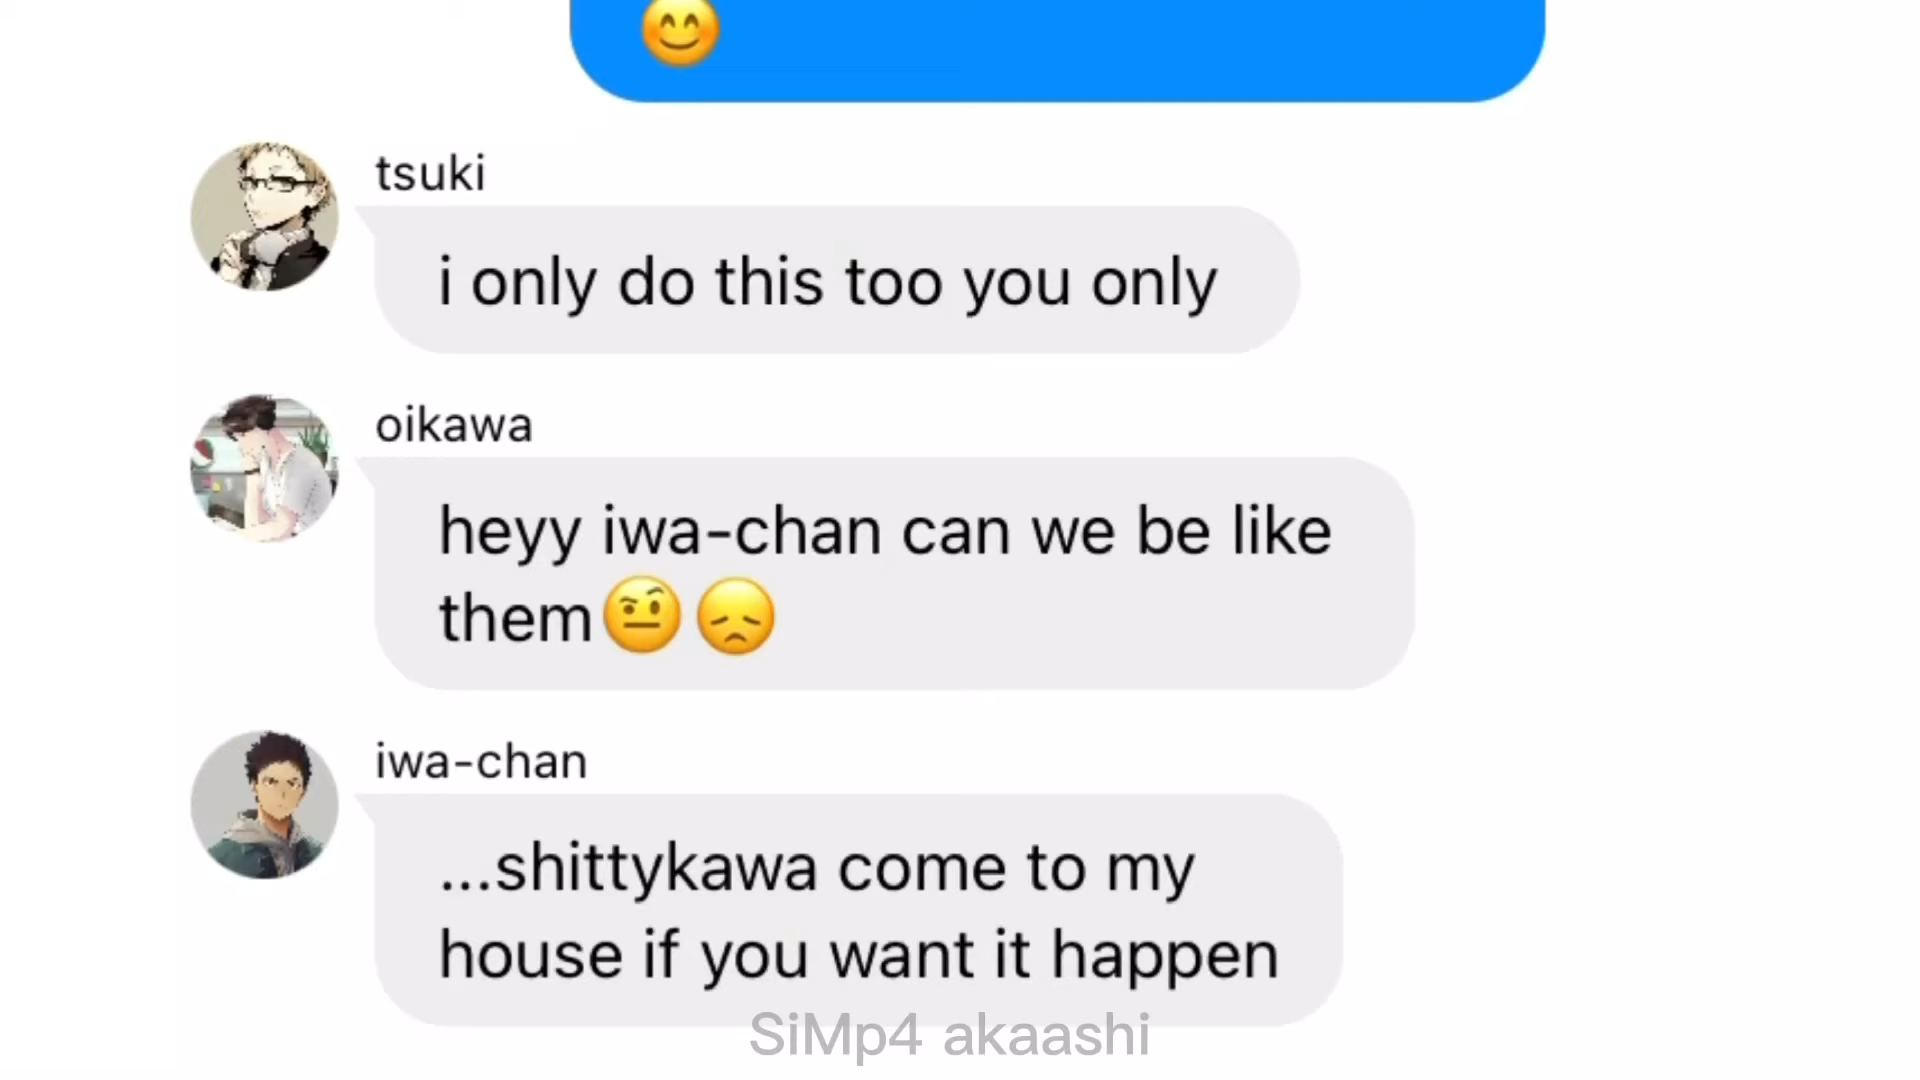 😊
tsuki
i only do this too you only
oikawa
heyy iwa-chan can we be like
them🤨😞
iwa-chan
...shittykawa come to my
house if you want it happen
SiMp4 akaashi